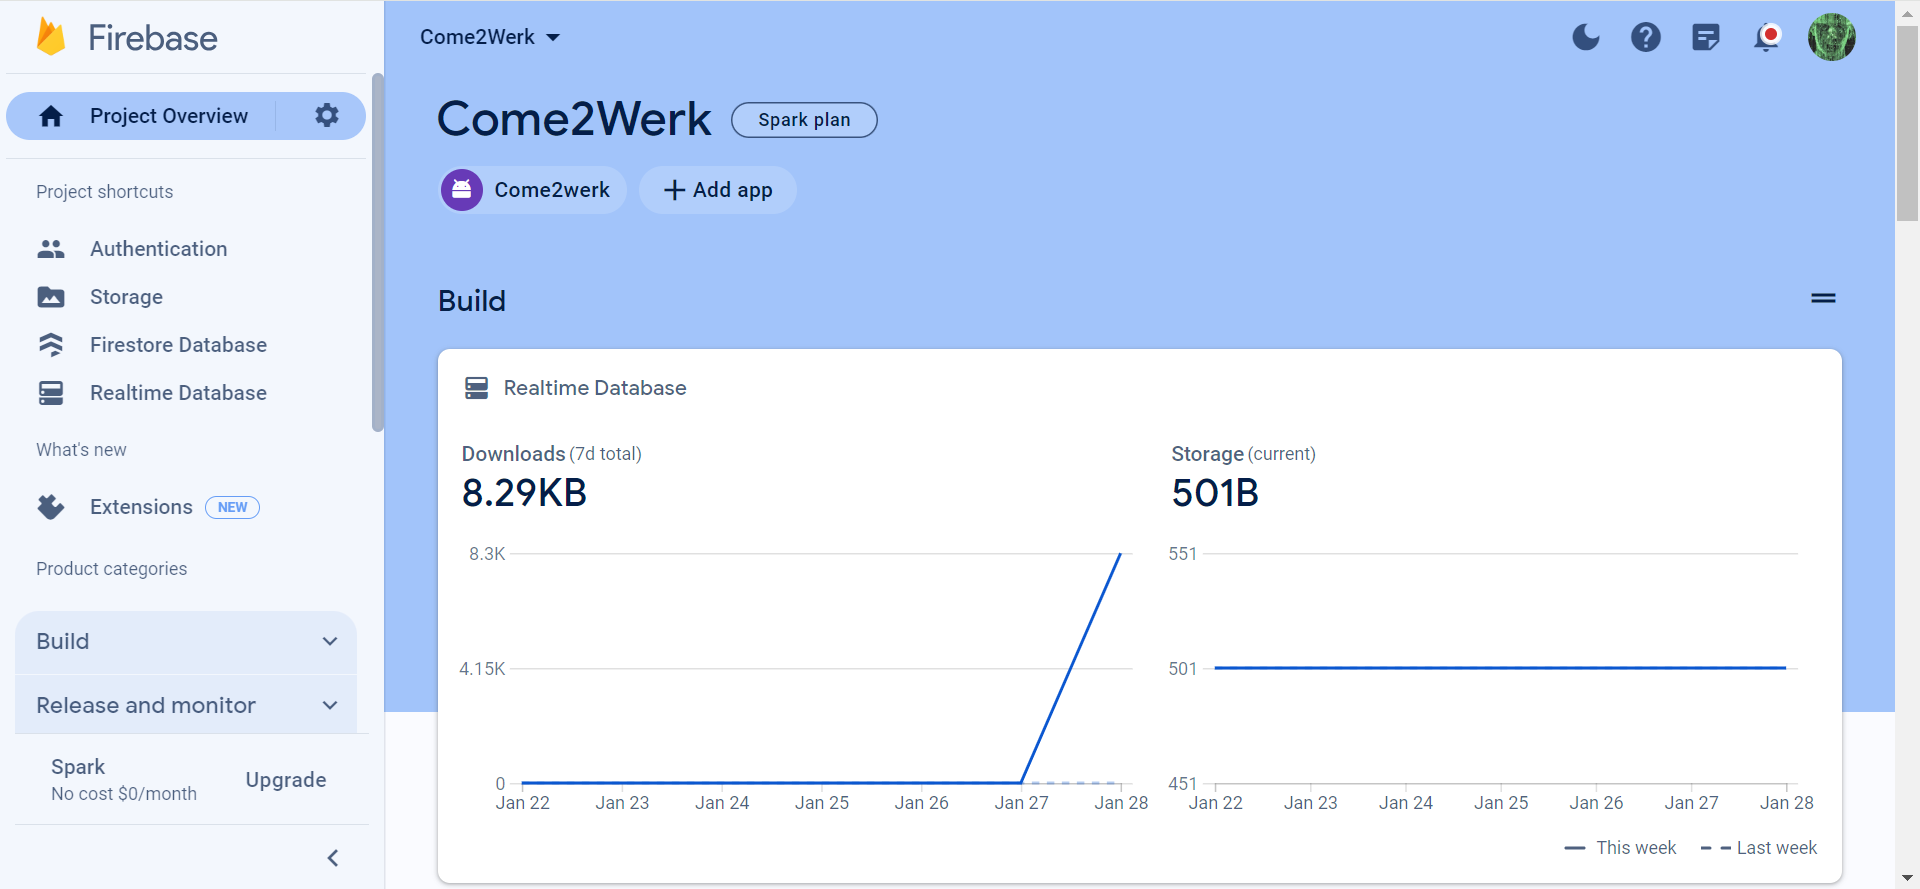 Firebase
Project Overview
Project shortcuts
Authentication
Storage
Firestore Database
Realtime Database
What's new
Extensions NEW
Product categories
Build
Release and monitor
Spark
No cost $0/month
Upgrade
Come2Werk
Come2Werk Spark plan
Come2werk Add app
Build
Realtime Database
Downloads (7d total)
8.29KB
8.3K
4.15K
0
Jan 22 Jan 23 Jan 24 Jan 25 Jan 26 Jan 27 Jan 28
Storage (current)
501B
551
501
451
Jan 22 Jan 23 Jan 24 Jan 25 Jan 26 Jan 27 Jan 28
This week Last week